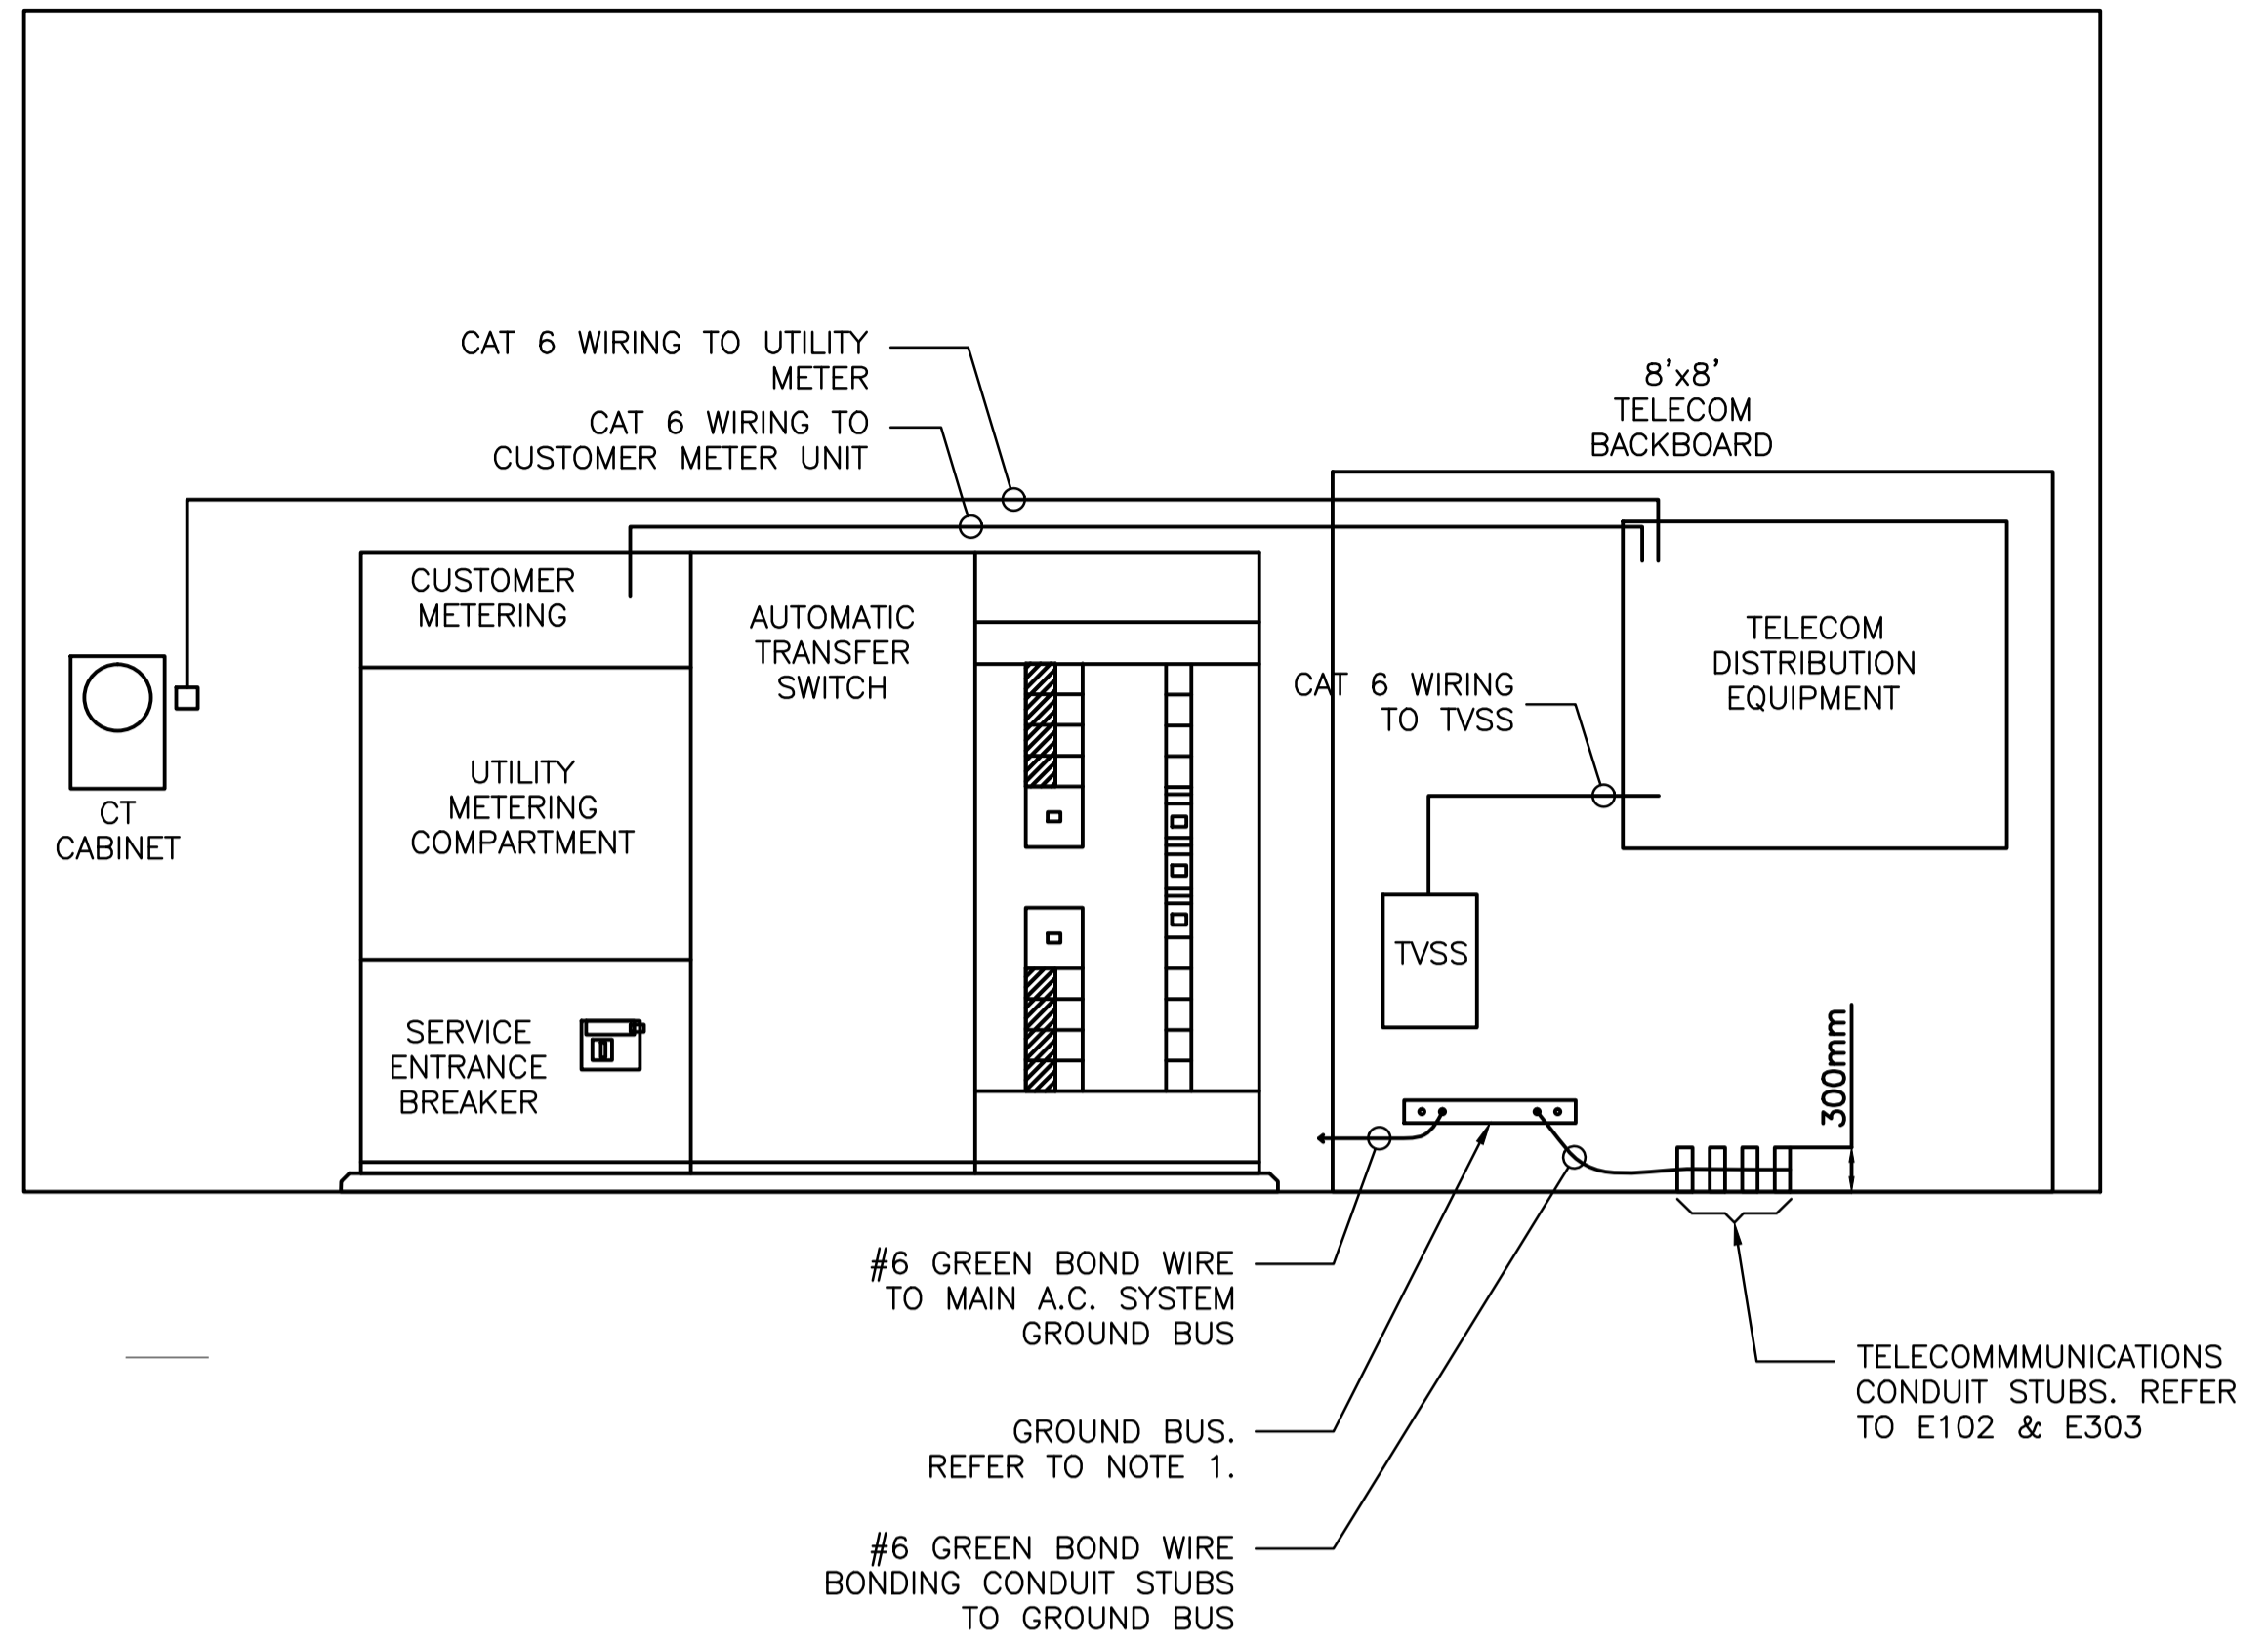 CAT 6 WIRING TO UTILITY
METER
CAT 6 WIRING TO
CUSTOMER METER UNIT
8'x8'
TELECOM
BACKBOARD
CUSTOMER
METERING
AUTOMATIC
TRANSFER
SWITCH
CAT 6 WIRING
TO TVSS
TELECOM
DISTRIBUTION
EQUIPMENT
UTILITY
METERING
COMPARTMENT
CT
CABINET
TVSS
SERVICE
ENTRANCE
BREAKER
300mm
#6 GREEN BOND WIRE
TO MAIN A.C. SYSTEM
GROUND BUS
GROUND BUS.
REFER TO NOTE 1.
#6 GREEN BOND WIRE
BONDING CONDUIT STUBS
TO GROUND BUS
TELECOMMMUNICATIONS
CONDUIT STUBS. REFER
TO E102 & E303